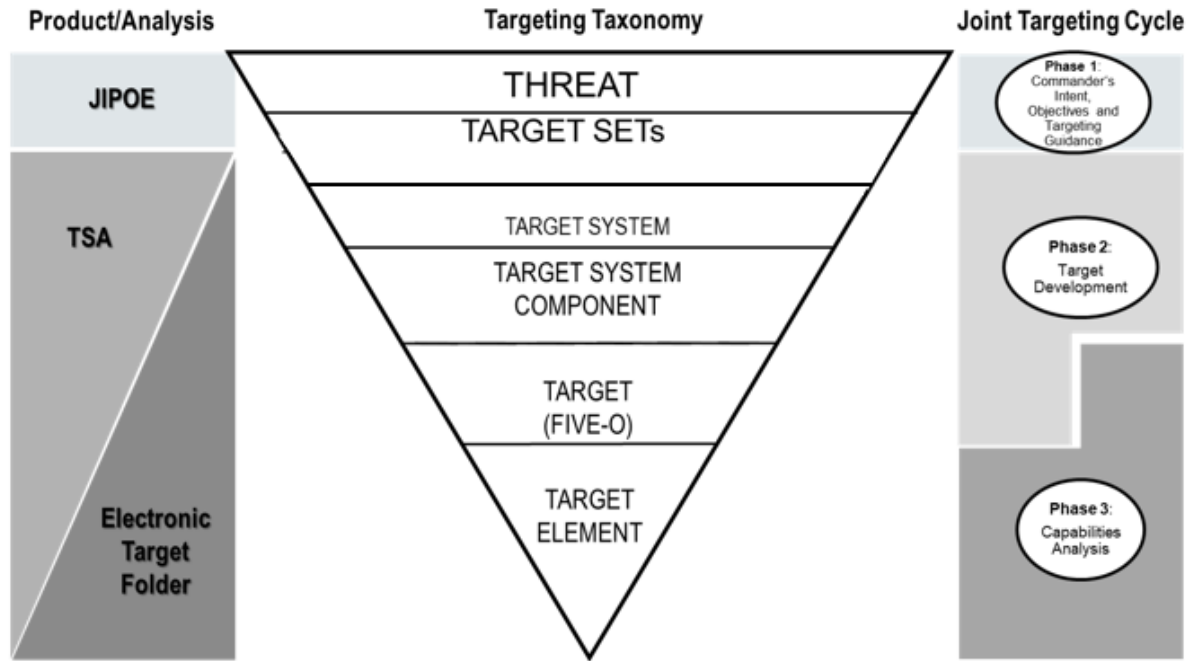 Product/Analysis
Targeting Taxonomy
Joint Targeting Cycle
JIPOE
TSA
Electronic
Target
Folder
THREAT
TARGET SETs
TARGET SYSTEM
TARGET SYSTEM
COMPONENT
TARGET
(FIVE-O)
TARGET
ELEMENT
Phase 1:
Commander's
Intent,
Objectives and
Targeting
Guidance
Phase 2:
Target
Development
Phase 3:
Capabilities
Analysis